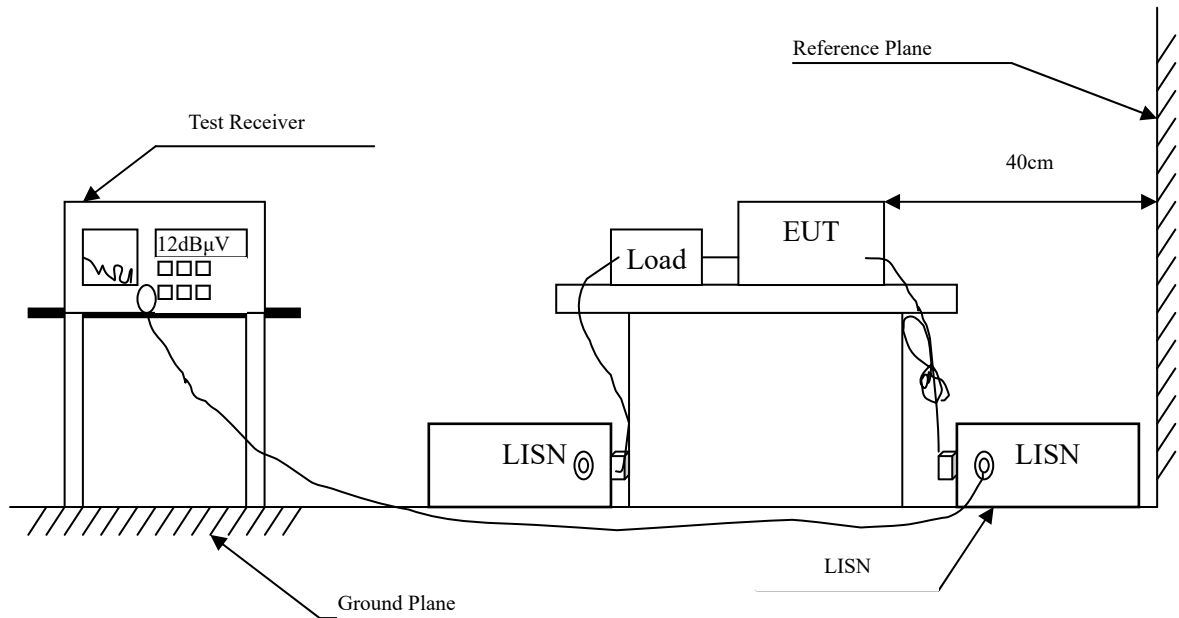 Reference Plane
Test Receiver
40cm
EUT
12dBμV
Load
LISN
LISN
LISN
Ground Plane